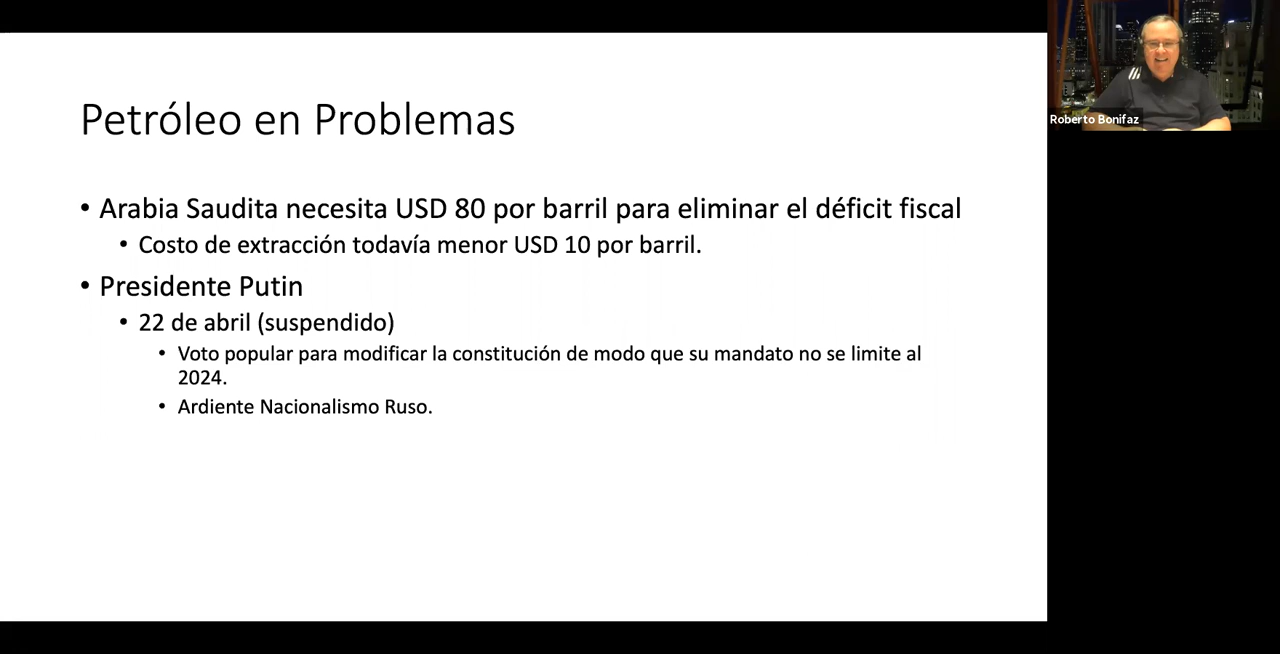 Petróleo en Problemas
• Arabia Saudita necesita USD 80 por barril para eliminar el déficit fiscal
• Costo de extracción todavía menor USD 10 por barril.
• Presidente Putin
• 22 de abril (suspendido)
• Voto popular para modificar la constitución de modo que su mandato no se limite al
2024.
• Ardiente Nacionalismo Ruso.
Roberto Bonifaz